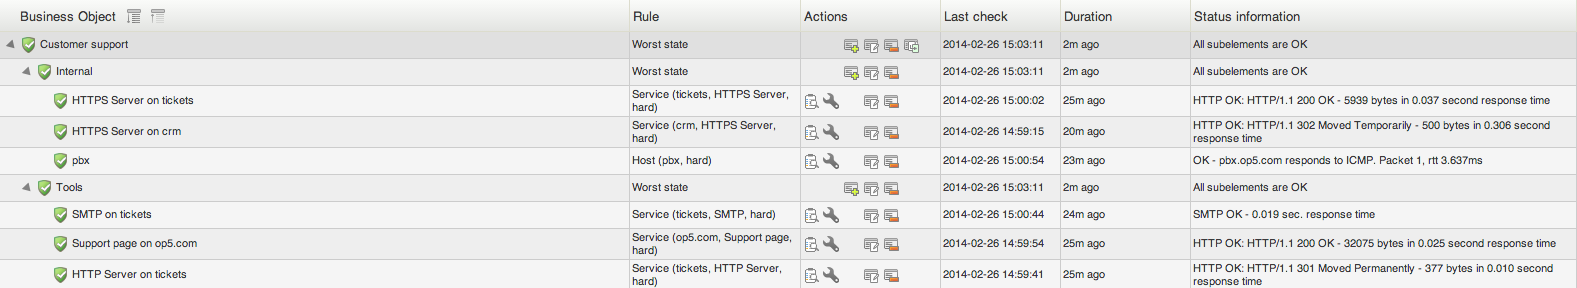 Business Object Rule Actions Last check Duration Status information
Customer support Worst state 2014-02-26 15:03:11 2m ago All subelements are OK
Internal Worst state 2014-02-26 15:03:11 2m ago All subelements are OK
HTTPS Server on tickets Service (tickets, HTTPS Server, hard) 2014-02-26 15:00:02 25m ago HTTP OK: HTTP/1.1 200 OK - 5939 bytes in 0.037 second response time
HTTPS Server on crm Service (crm, HTTPS Server, hard) 2014-02-26 14:59:15 20m ago HTTP OK: HTTP/1.1 302 Moved Temporarily - 500 bytes in 0.306 second response time
pbx Host (pbx, hard) 2014-02-26 15:00:54 23m ago OK - pbx.op5.com responds to ICMP. Packet 1, rtt 3.637ms
Tools Worst state 2014-02-26 15:03:11 2m ago All subelements are OK
SMTP on tickets Service (tickets, SMTP, hard) 2014-02-26 15:00:44 24m ago SMTP OK - 0.019 sec. response time
Support page on op5.com Service (op5.com, Support page, hard) 2014-02-26 14:59:54 25m ago HTTP OK: HTTP/1.1 200 OK - 32075 bytes in 0.025 second response time
HTTP Server on tickets Service (tickets, HTTP Server, hard) 2014-02-26 14:59:41 25m ago HTTP OK: HTTP/1.1 301 Moved Permanently - 377 bytes in 0.010 second response time